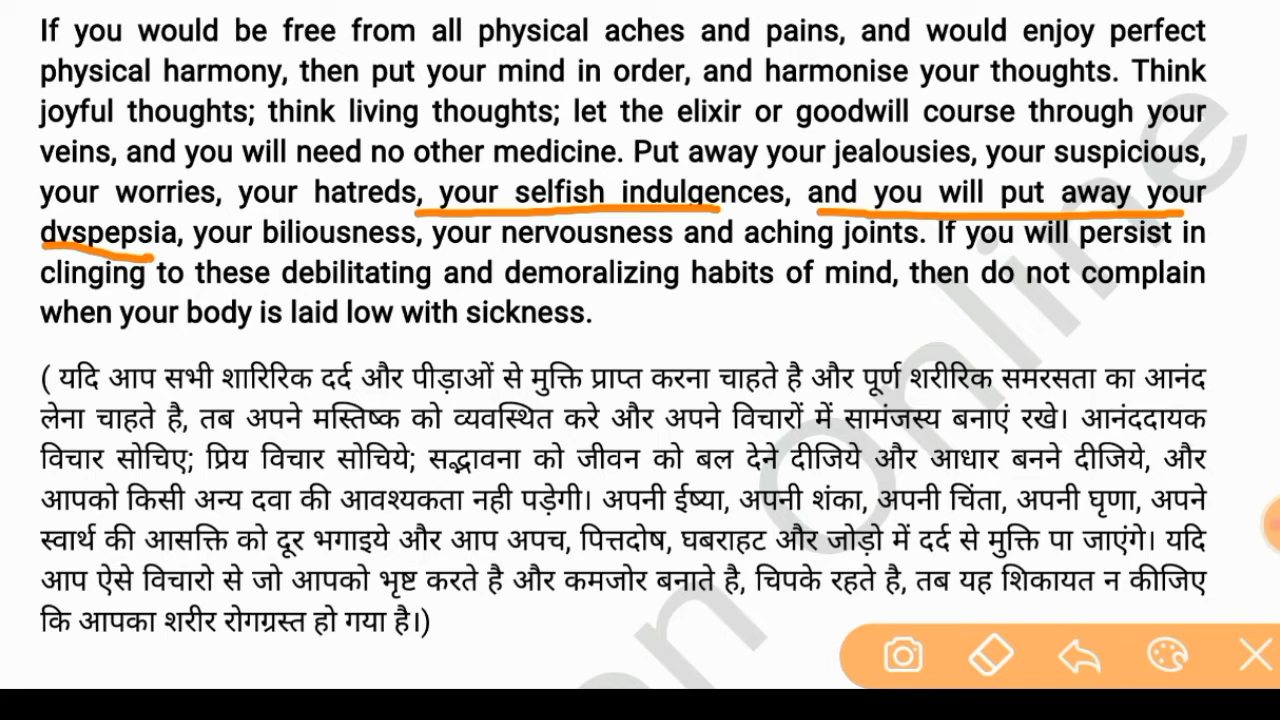 If you would be free from all physical aches and pains, and would enjoy perfect
physical harmony, then put your mind in order, and harmonise your thoughts. Think
joyful thoughts; think living thoughts; let the elixir or goodwill course through your
veins, and you will need no other medicine. Put away your jealousies, your suspicious,
your worries, your hatreds, your selfish indulgences, and you will put away your
dyspepsia, your biliousness, your nervousness and aching joints. If you will persist in
clinging to these debilitating and demoralizing habits of mind, then do not complain
when your body is laid low with sickness.
( यदि आप सभी शारिरिक दर्द और पीड़ाओं से मुक्ति प्राप्त करना चाहते है और पूर्ण शरीरिक समरसता का आनंद
लेना चाहते है, तब अपने मस्तिष्क को व्यवस्थित करे और अपने विचारों में सामंजस्य बनाएं रखे। आनंददायक
विचार सोचिए; प्रिय विचार सोचिये; सद्भावना को जीवन को बल देने दीजिये और आधार बनने दीजिये, और
आपको किसी अन्य दवा की आवश्यकता नही पड़ेगी। अपनी ईष्या, अपनी शंका, अपनी चिंता, अपनी घृणा, अपने
स्वार्थ की आसक्ति को दूर भगाइये और आप अपच, पित्तदोष, घबराहट और जोड़ो में दर्द से मुक्ति पा जाएंगे। यदि
आप ऐसे विचारो से जो आपको भृष्ट करते है और कमजोर बनाते है, चिपके रहते है, तब यह शिकायत न कीजिए
कि आपका शरीर रोगग्रस्त हो गया है।)
Online